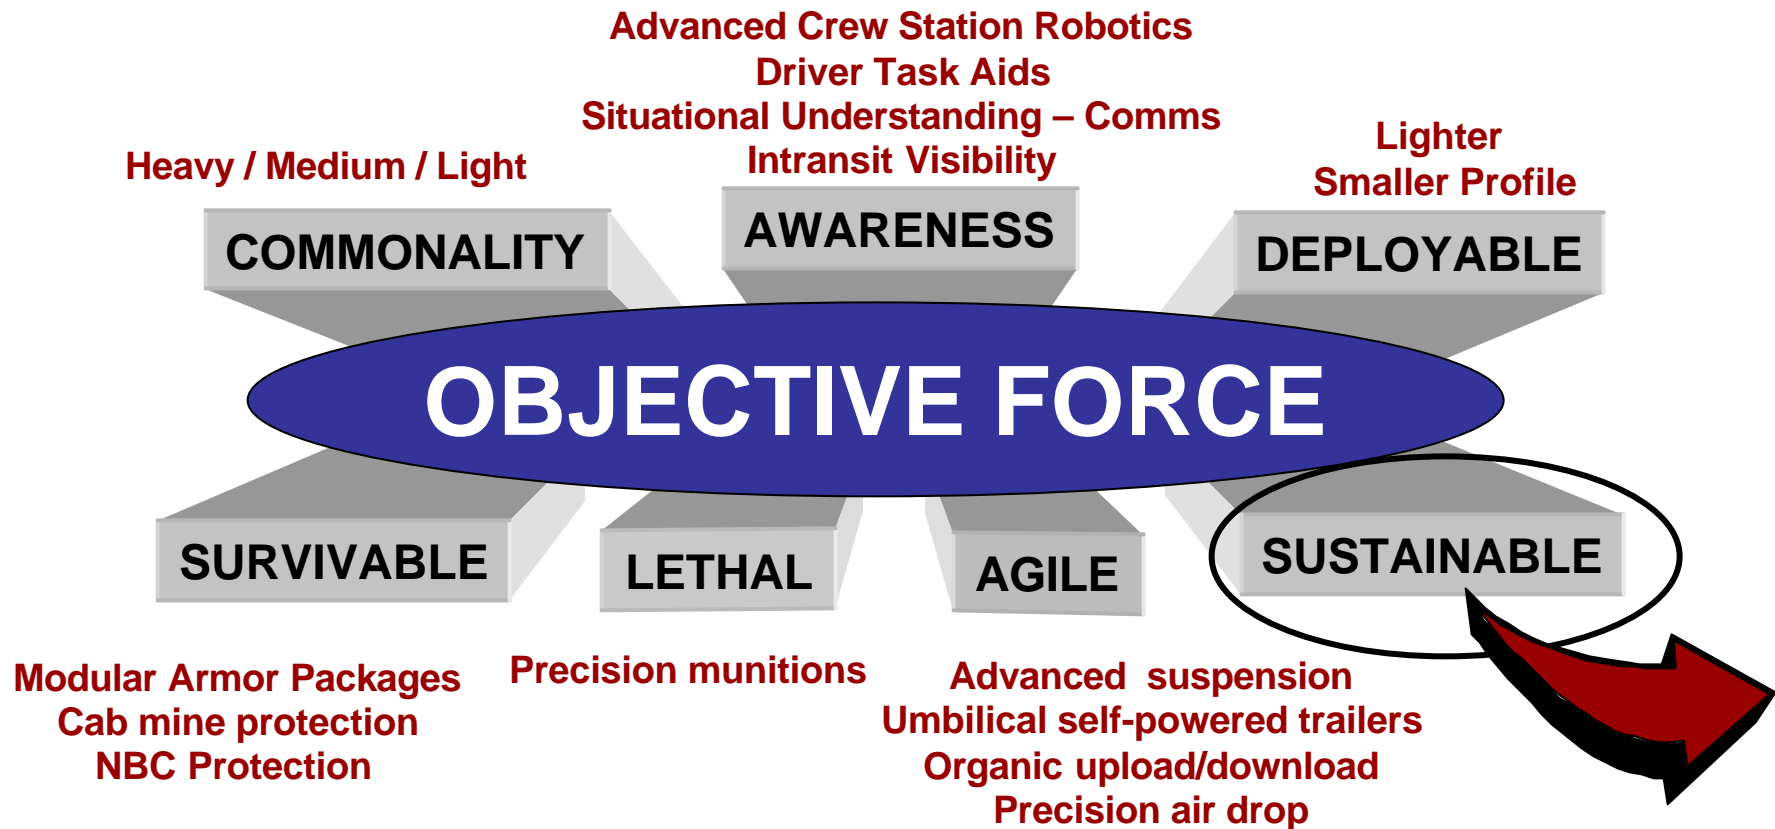 Advanced Crew Station Robotics
Driver Task Aids
Situational Understanding – Comms
Intransit Visibility
Heavy / Medium / Light
Lighter
Smaller Profile
COMMONALITY
AWARENESS
DEPLOYABLE
OBJECTIVE FORCE
SURVIVABLE
LETHAL
AGILE
SUSTAINABLE
Modular Armor Packages
Cab mine protection
NBC Protection
Precision munitions
Advanced suspension
Umbilical self-powered trailers
Organic upload/download
Precision air drop